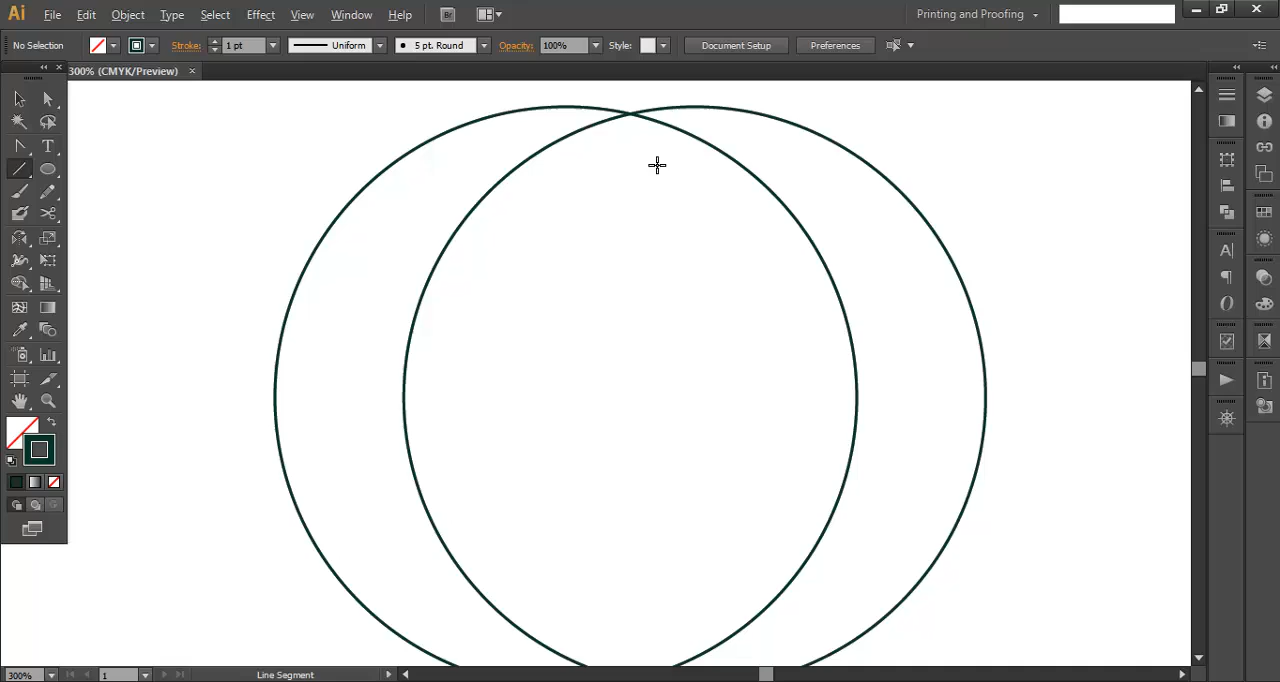 Ai File Edit Object Type Select Effect View Window Help Br Printing and Proofing
No Selection Stroke: 1 pt Uniform 5 pt. Round Opacity: 100% Style: Document Setup Preferences
300% (CMYK/Preview) ×
300% 1 Line Segment